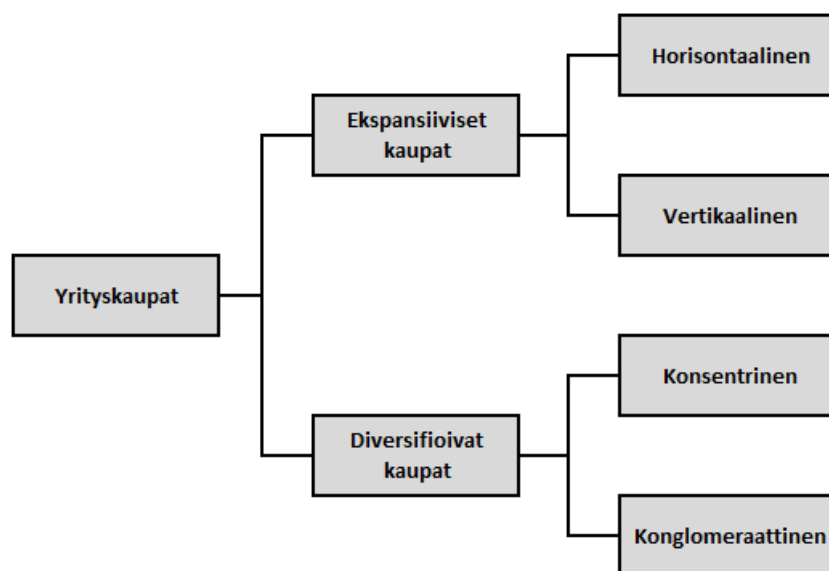 Yrityskaupat
Ekspansiiviset
kaupat
Horisontaalinen
Vertikaalinen
Diversifioivat
kaupat
Konsentrinen
Konglomeraattinen